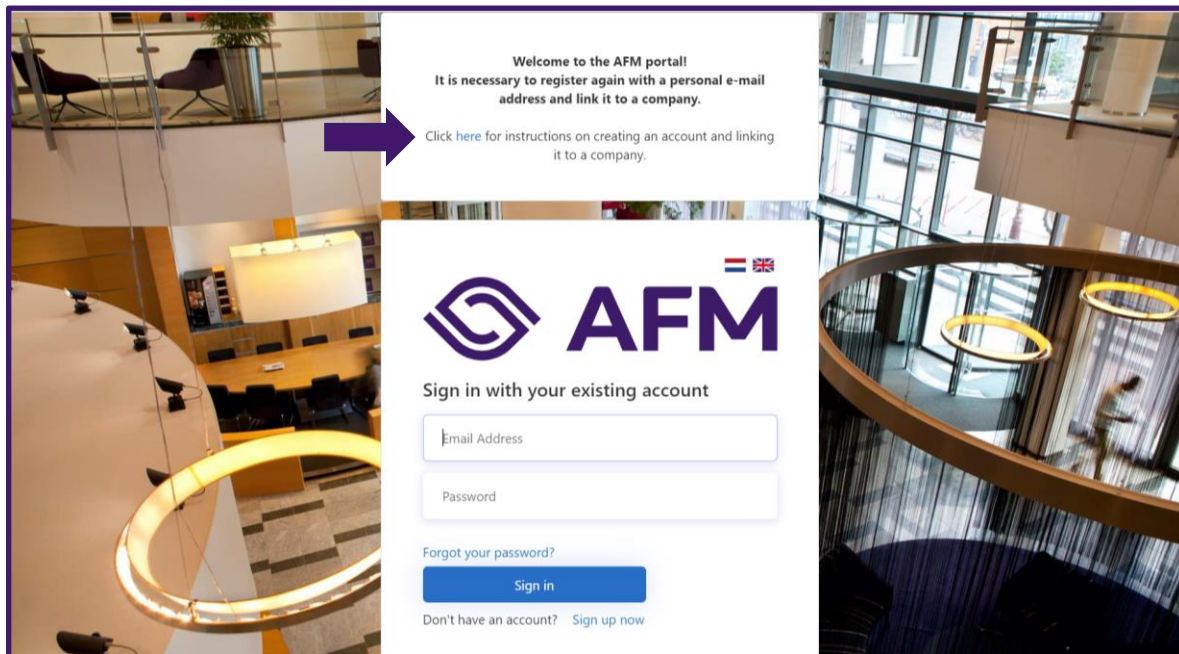 Welcome to the AFM portal!
It is necessary to register again with a personal e-mail
address and link it to a company.
Click here for instructions on creating an account and linking
it to a company.
AFM
Sign in with your existing account
Email Address
Password
Forgot your password?
Sign in
Don't have an account? Sign up now